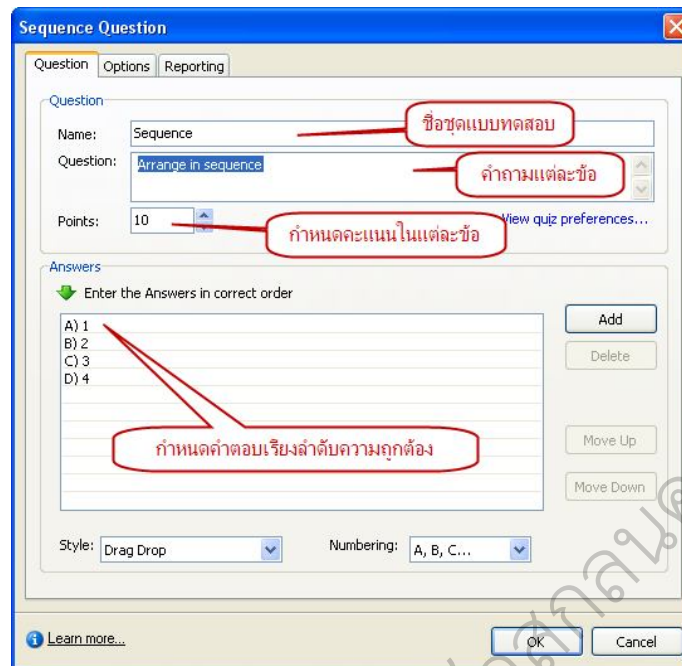 Sequence Question
Question Options Reporting
Question
Name: Sequence
ชื่อชุดแบบทดสอบ
Question: Arrange in sequence
คำถามแต่ละข้อ
Points: 10
กำหนดคะแนนในแต่ละข้อ
View quiz preferences...
Answers
Enter the Answers in correct order
A) 1
B) 2
C) 3
D) 4
กำหนดคำตอบเรียงลำดับความถูกต้อง
Add
Delete
Move Up
Move Down
Style: Drag Drop Numbering: A, B, C...
Learn more...
OK Cancel